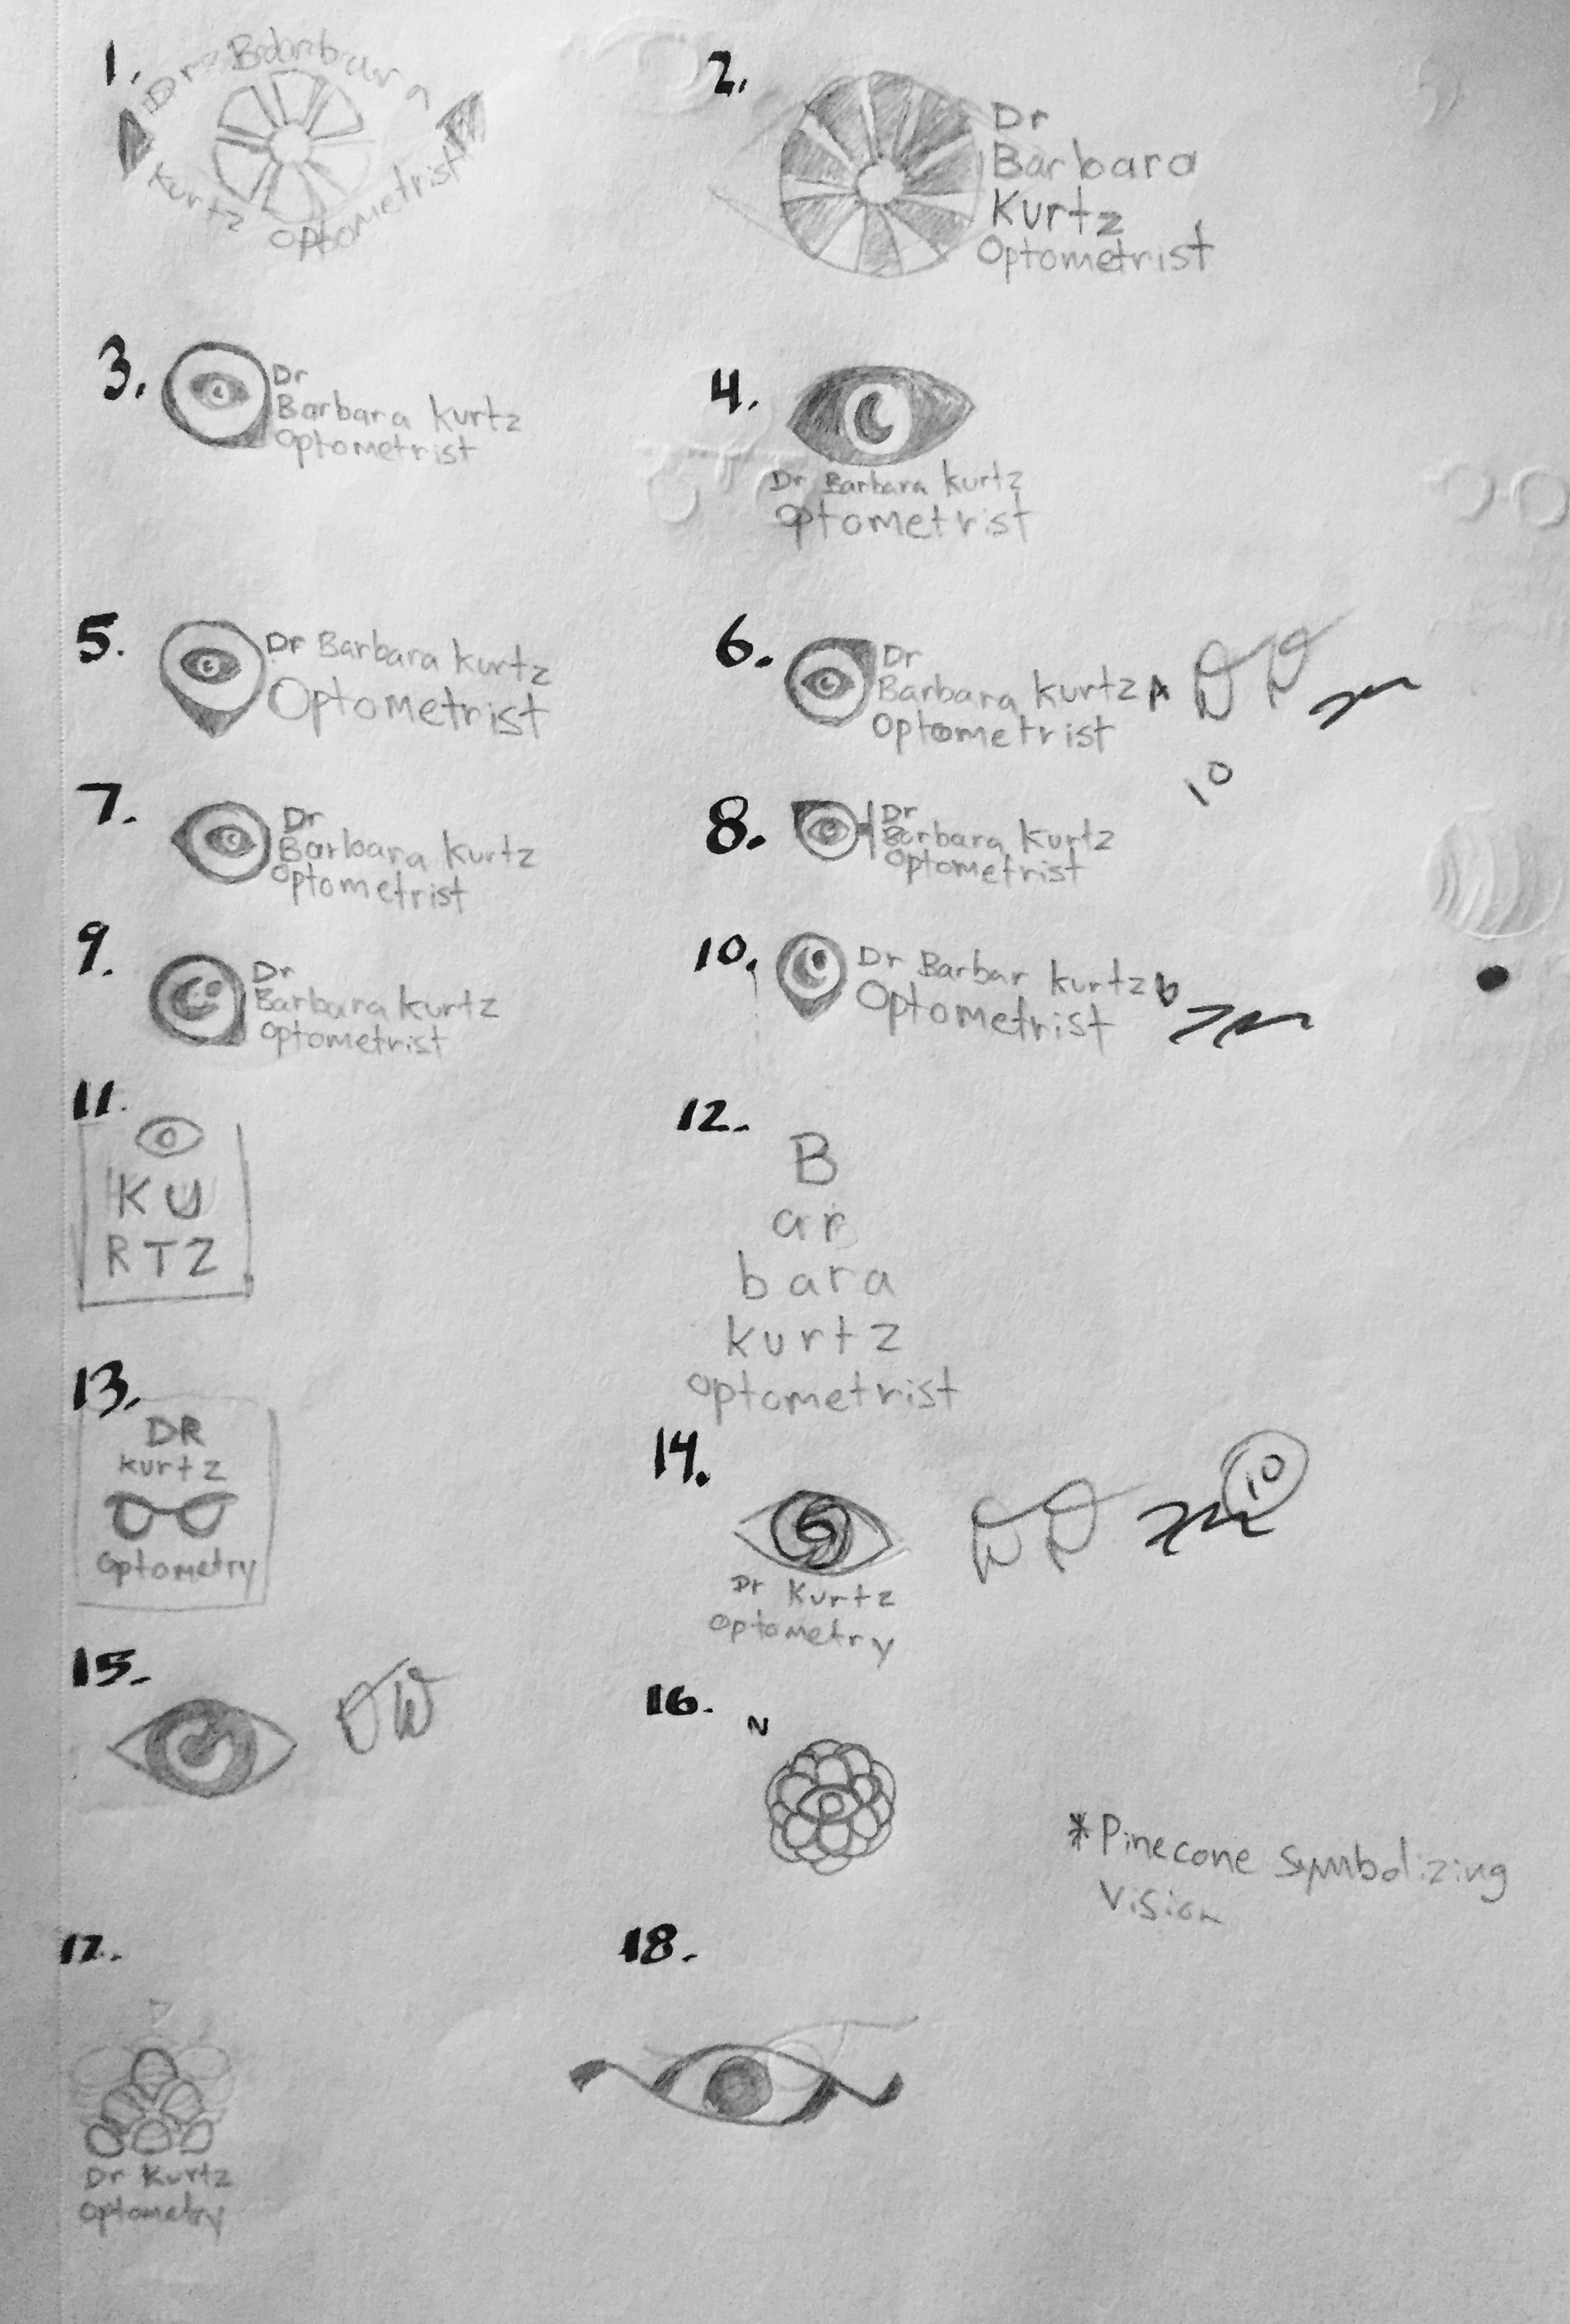 1.
Dr Barbara
Kurtz Optometrist
2.
Dr
Barbara
Kurtz
Optometrist
3.
Dr
Barbara Kurtz
Optometrist
4.
Dr Barbara Kurtz
Optometrist
5.
Dr Barbara Kurtz
Optometrist
6.
Dr
Barbara Kurtz A
Optoometrist
10
7.
Dr
Barbara Kurtz
Optometrist
8.
Dr
Barbara Kurtz
Optometrist
9.
Dr
Barbara Kurtz
Optometrist
10.
Dr Barbar Kurtz b
Optometrist
11.
KU
RTZ
12.
B
ar
bara
kurtz
optometrist
13.
DR
kurtz
Optometry
14.
10
Dr Kurtz
Optometry
15.
16.
N
*Pinecone Symbolizing
Vision
17.
Dr Kurtz
Optometry
18.